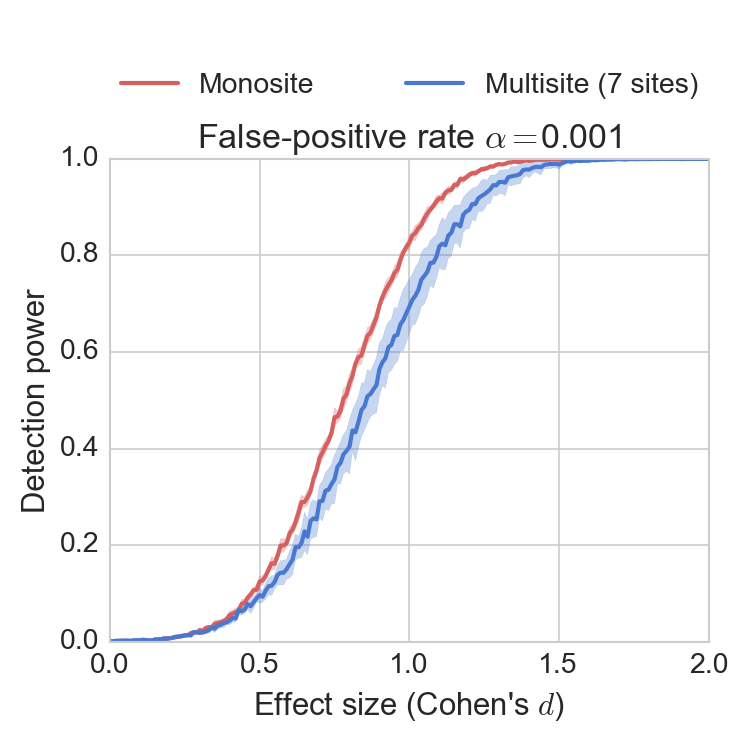 Monosite
Multisite (7 sites)
False-positive rate α=0.001
1.0
0.8
0.6
0.4
0.2
0.0
Detection power
0.0 0.5 1.0 1.5 2.0
Effect size (Cohen's d)